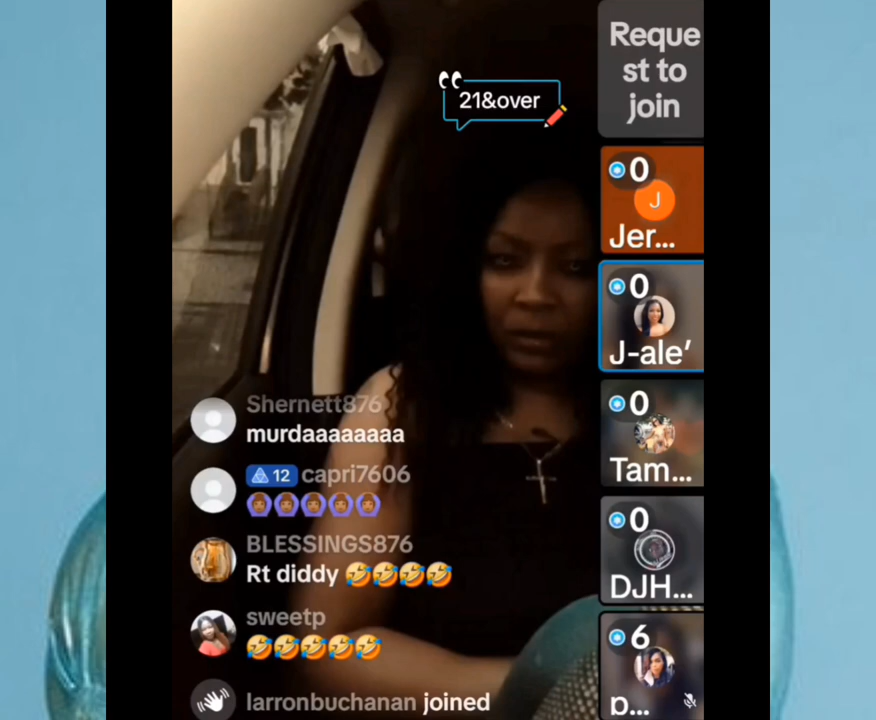 Reque
st to
join
21&over
0
J
Jer...
0
J-ale’
0
Tam...
0
DJH...
6
p...
Shernett876
murdaaaaaaaa
12 capri7606
🙆🏾‍♀️🙆🏾‍♀️🙆🏾‍♀️🙆🏾‍♀️🙆🏾‍♀️
BLESSINGS876
Rt diddy 🤣🤣🤣🤣
sweetp
🤣🤣🤣🤣🤣
larronbuchanan joined